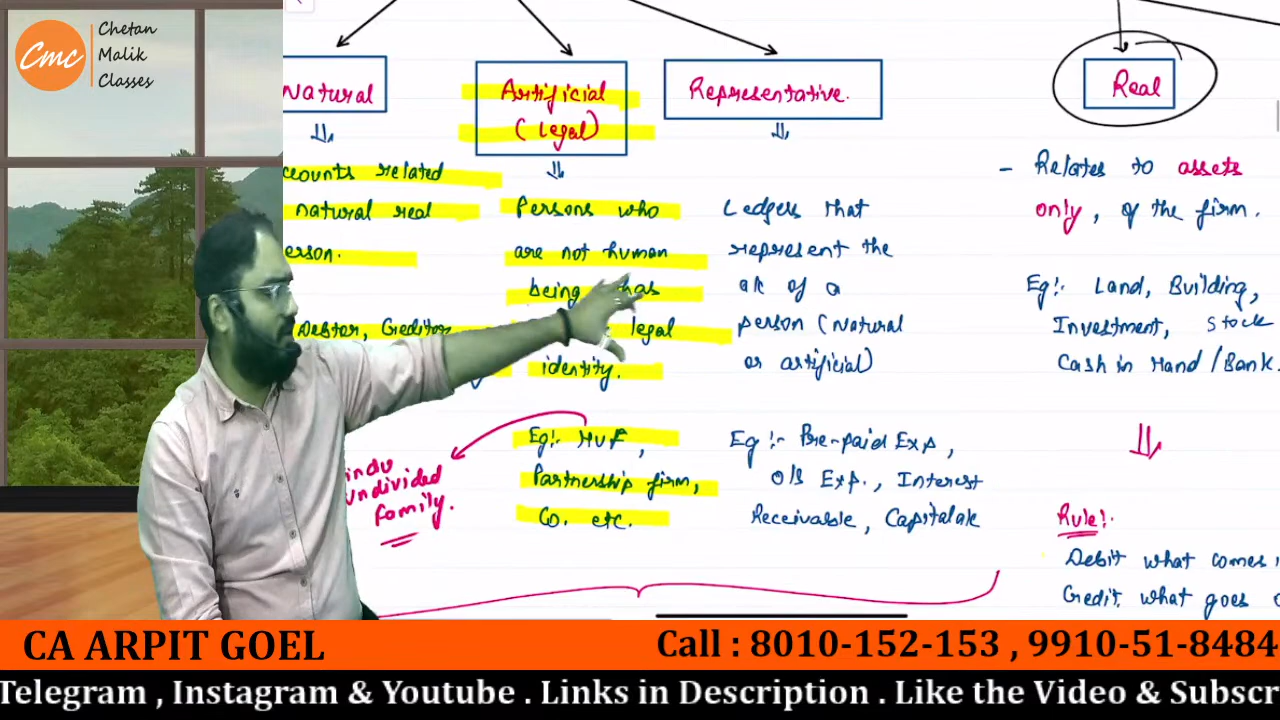 Cmc
Chetan
Malik
Classes
Natural
counts related
natural real
erson.
Debtor, Creditor
Artificial
(Legal)
Persons who
are not human
being has
legal
identity.
Eg:- HUF,
Partnership firm,
Co. etc.
indu
undivided
family.
Representative.
Ledgers that
represent the
a/c of a
person (Natural
or artificial)
Eg:- Pre-paid Exp,
o/s Exp., Interest
Receivable, Capital a/c
Real
- Relates to assets
only, of the firm.
Eg:- Land, Building,
Investment, Stock
Cash in Hand / Bank.
Rule:
Debit what comes
Credit what goes
CA ARPIT GOEL
Call : 8010-152-153 , 9910-51-8484
Telegram , Instagram & Youtube . Links in Description . Like the Video & Subscr